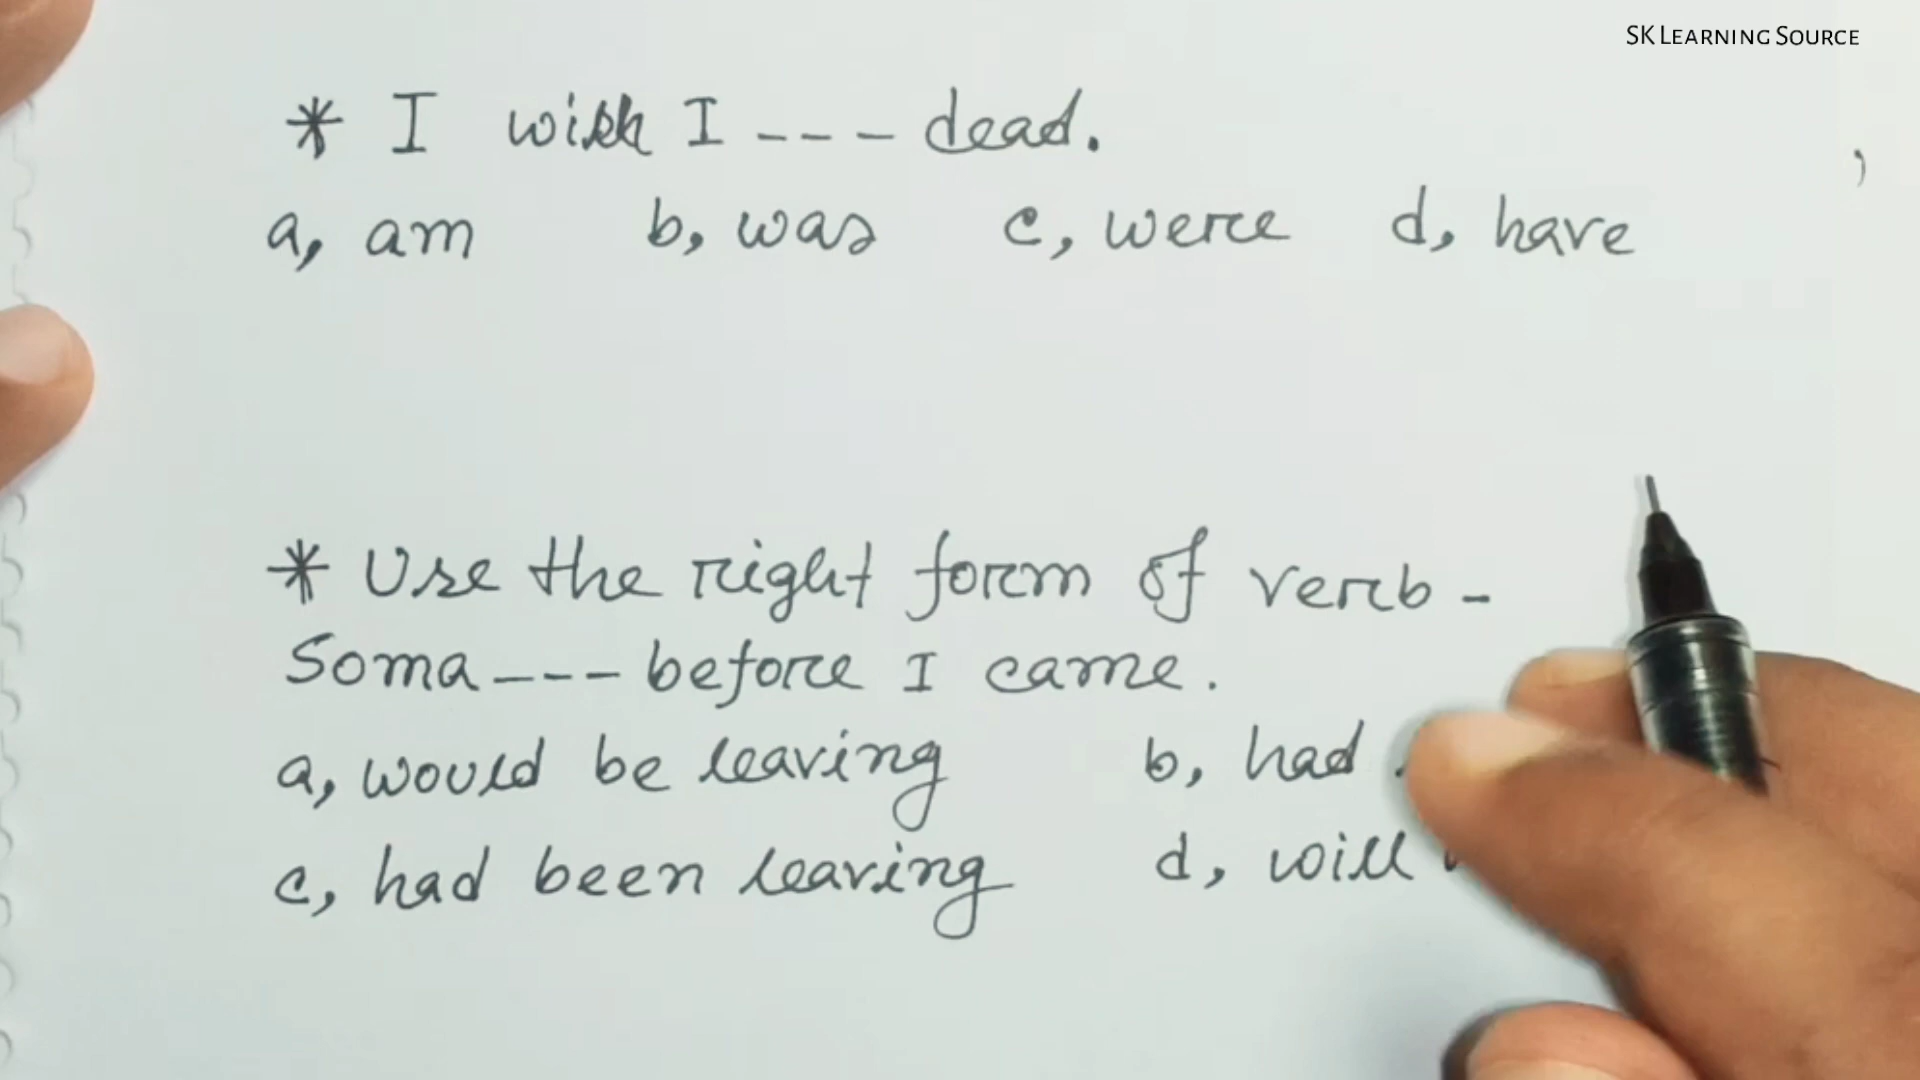 SK LEARNING SOURCE
* I wish I --- dead.
a, am b, was c, were d, have
* Use the right form of verb -
Soma --- before I came.
a, would be leaving b, had
c, had been leaving d, will